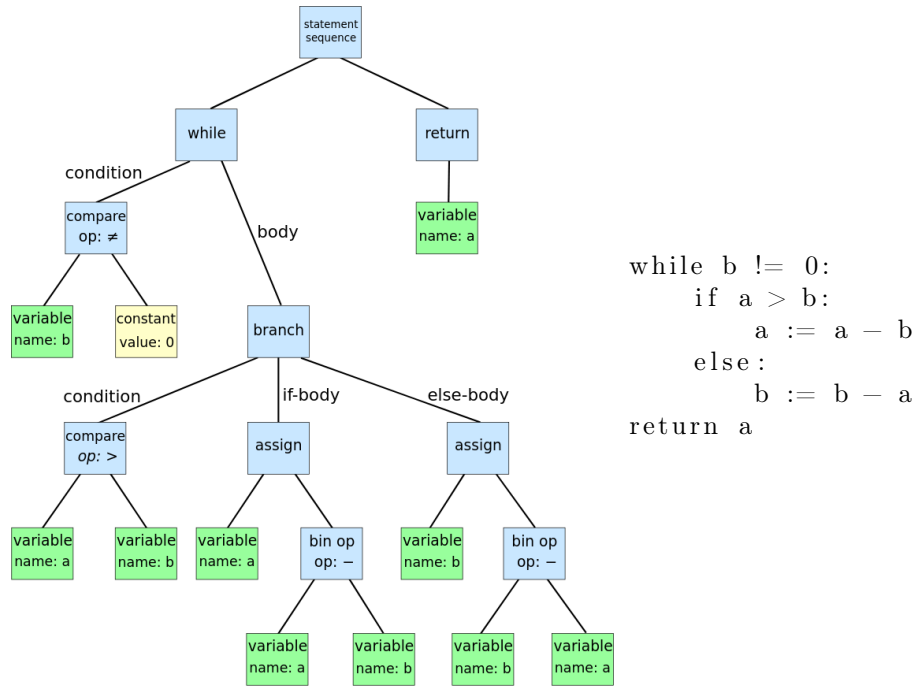 statement
sequence
while
return
condition
body
compare
op: ≠
variable
name: a
variable
name: b
constant
value: 0
branch
condition
if-body
else-body
compare
op: >
assign
assign
variable
name: a
variable
name: b
variable
name: a
bin op
op: −
variable
name: b
bin op
op: −
variable
name: a
variable
name: b
variable
name: b
variable
name: a
while b != 0:
if a > b:
a := a − b
else:
b := b − a
return a